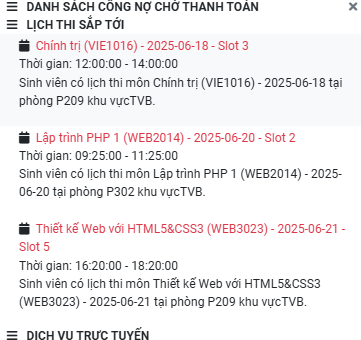 DANH SÁCH CÔNG NỢ CHỜ THANH TOÁN
LỊCH THI SẮP TỚI
Chính trị (VIE1016) - 2025-06-18 - Slot 3
Thời gian: 12:00:00 - 14:00:00
Sinh viên có lịch thi môn Chính trị (VIE1016) - 2025-06-18 tại
phòng P209 khu vựcTVB.
Lập trình PHP 1 (WEB2014) - 2025-06-20 - Slot 2
Thời gian: 09:25:00 - 11:25:00
Sinh viên có lịch thi môn Lập trình PHP 1 (WEB2014) - 2025-
06-20 tại phòng P302 khu vựcTVB.
Thiết kế Web với HTML5&CSS3 (WEB3023) - 2025-06-21 -
Slot 5
Thời gian: 16:20:00 - 18:20:00
Sinh viên có lịch thi môn Thiết kế Web với HTML5&CSS3
(WEB3023) - 2025-06-21 tại phòng P209 khu vựcTVB.
DỊCH VỤ TRỰC TUYẾN